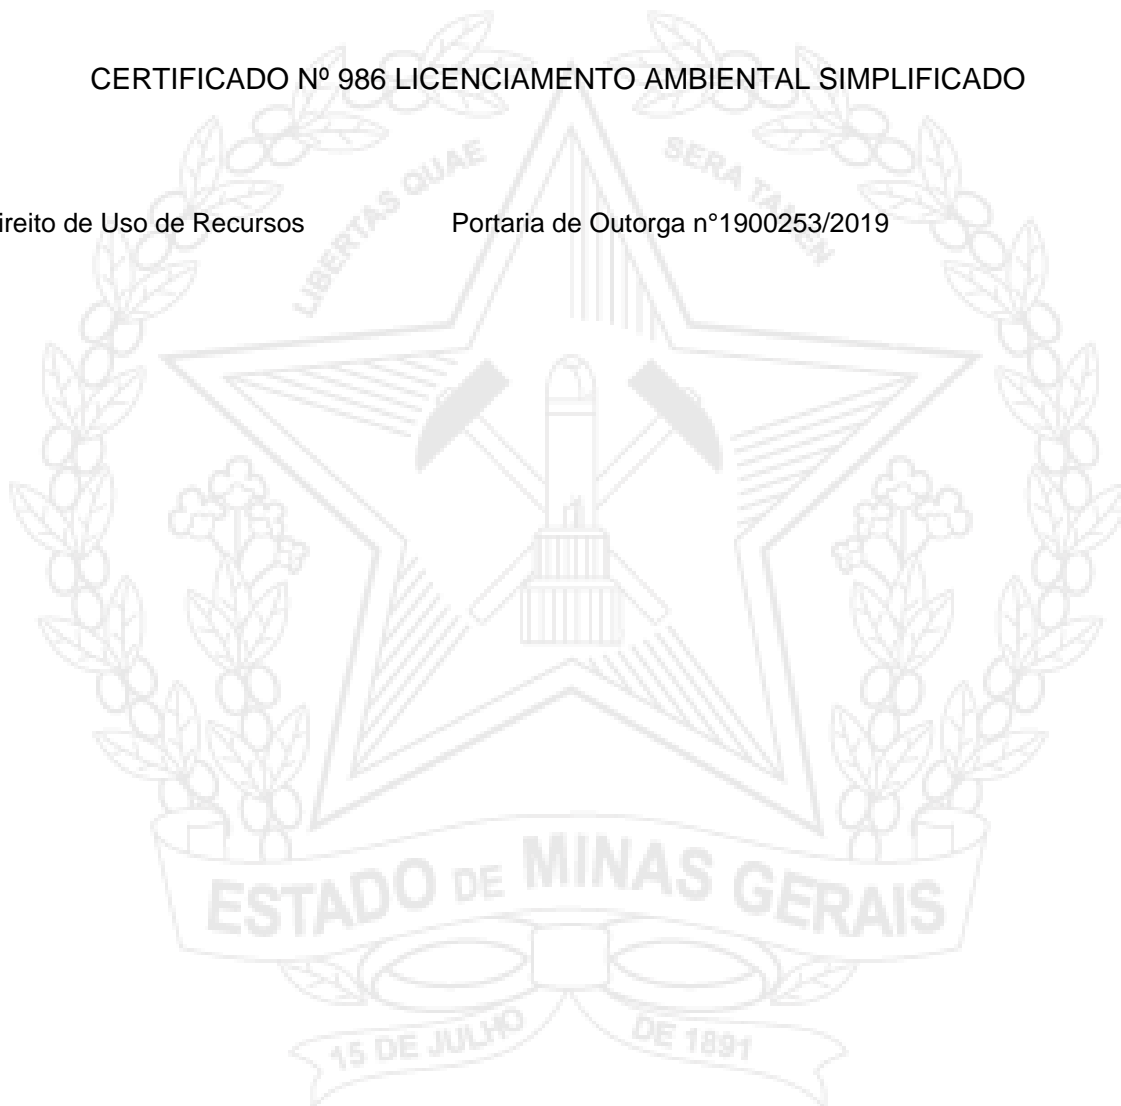 CERTIFICADO Nº 986 LICENCIAMENTO AMBIENTAL SIMPLIFICADO
LIBERTAS QUAE SERA TAMEN
ireito de Uso de Recursos Portaria de Outorga n°1900253/2019
ESTADO DE MINAS GERAIS
15 DE JULHO DE 1891